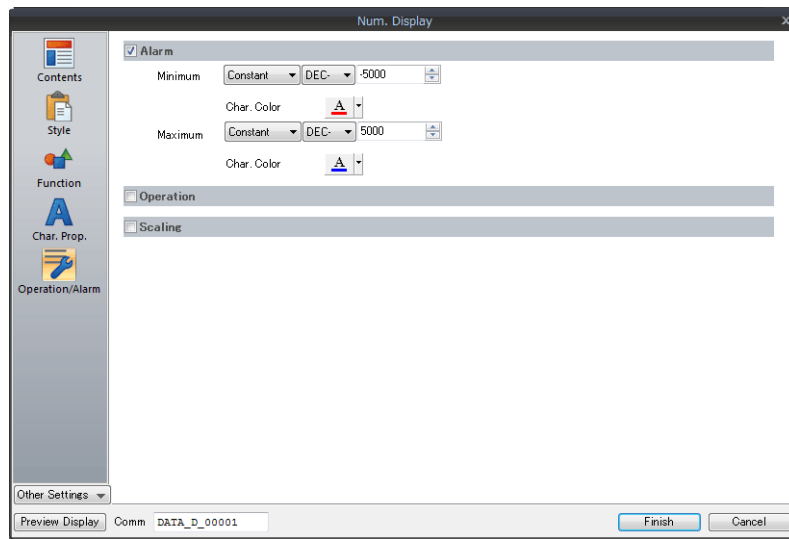 Num. Display
Contents
Style
Function
Char. Prop.
Operation/Alarm
Alarm
Minimum Constant DEC- -5000
Char. Color A
Maximum Constant DEC- 5000
Char. Color A
Operation
Scaling
Other Settings
Preview Display Comm DATA_D_00001 Finish Cancel